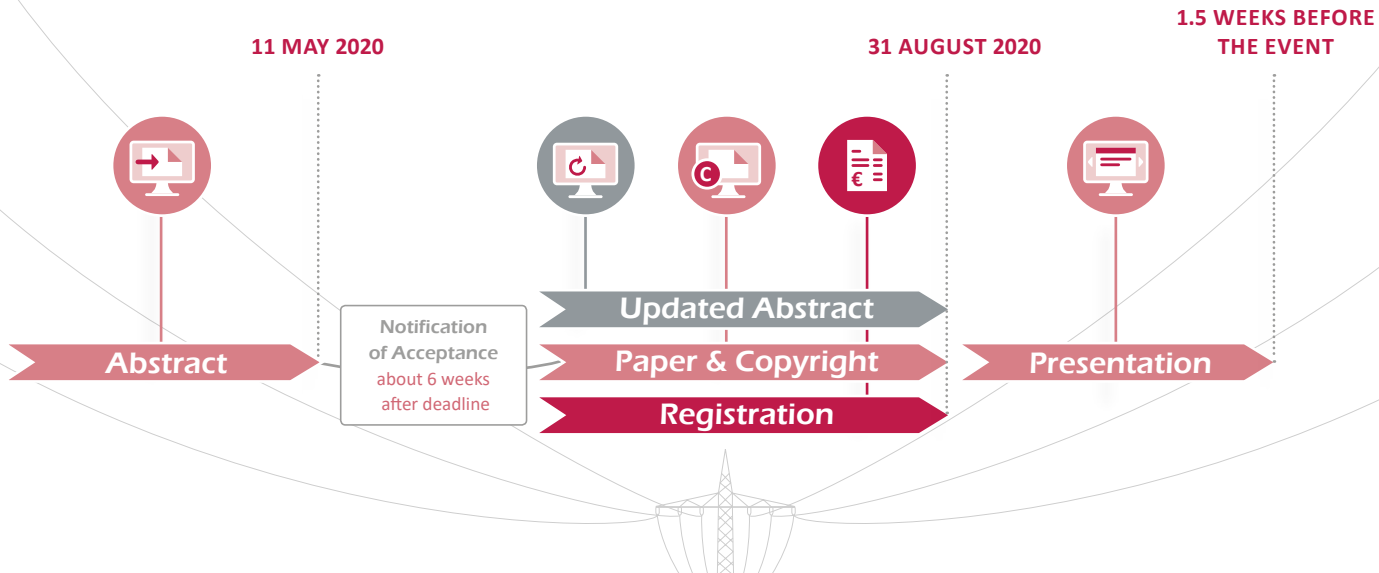 1.5 WEEKS BEFORE
THE EVENT
11 MAY 2020
31 AUGUST 2020
C
€
Updated Abstract
Notification
of Acceptance
about 6 weeks
after deadline
Abstract
Paper & Copyright
Presentation
Registration